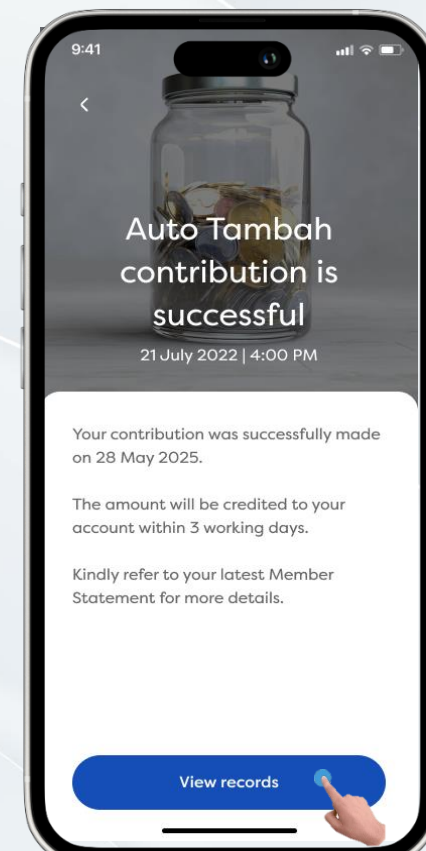 9:41
Auto Tambah
contribution is
successful
21 July 2022 | 4:00 PM
Your contribution was successfully made
on 28 May 2025.
The amount will be credited to your
account within 3 working days.
Kindly refer to your latest Member
Statement for more details.
View records